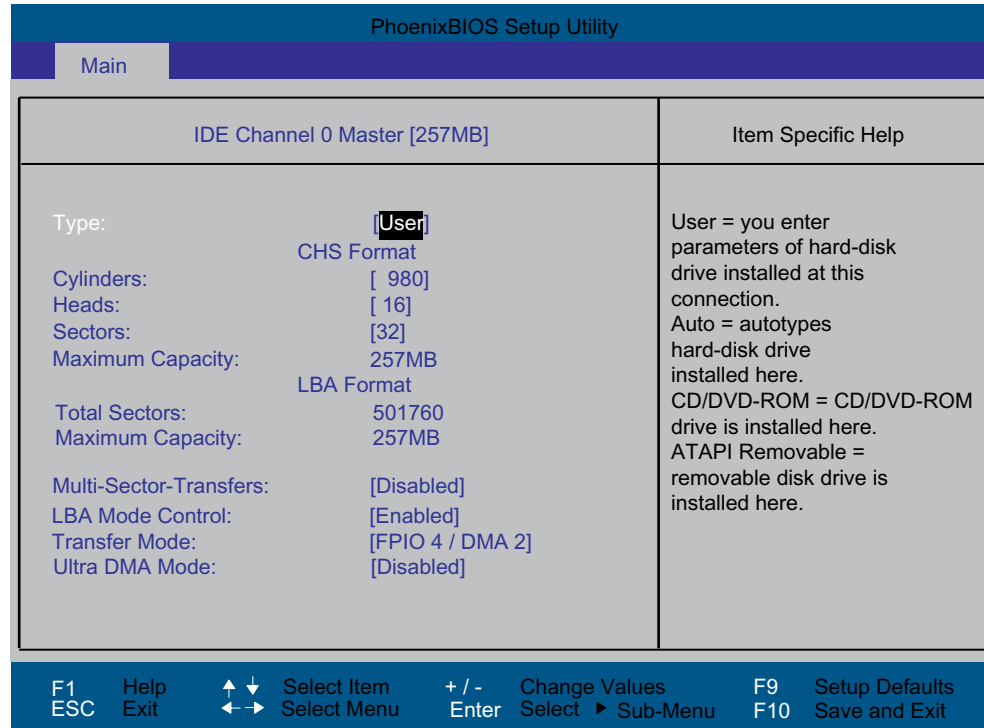 PhoenixBIOS Setup Utility
Main
IDE Channel 0 Master [257MB]
Item Specific Help
Type: [User]
CHS Format
Cylinders: [ 980]
Heads: [ 16]
Sectors: [32]
Maximum Capacity: 257MB
LBA Format
Total Sectors: 501760
Maximum Capacity: 257MB
Multi-Sector-Transfers: [Disabled]
LBA Mode Control: [Enabled]
Transfer Mode: [FPIO 4 / DMA 2]
Ultra DMA Mode: [Disabled]
User = you enter
parameters of hard-disk
drive installed at this
connection.
Auto = autotypes
hard-disk drive
installed here.
CD/DVD-ROM = CD/DVD-ROM
drive is installed here.
ATAPI Removable =
removable disk drive is
installed here.
F1 Help Select Item + / - Change Values F9 Setup Defaults
ESC Exit Select Menu Enter Select Sub-Menu F10 Save and Exit